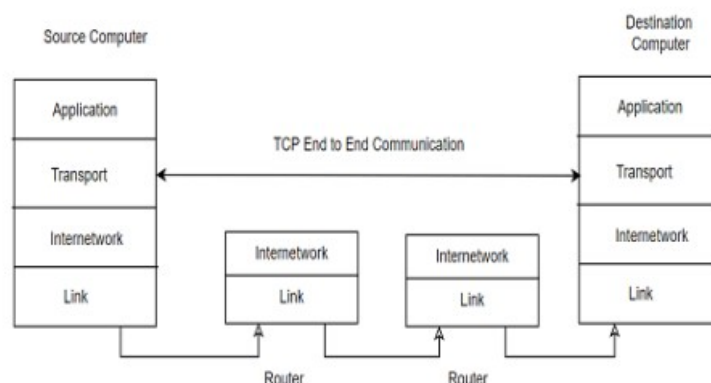 Source Computer
Destination
Computer
Application
Application
TCP End to End Communication
Transport
Transport
Internetwork
Internetwork
Internetwork
Internetwork
Link
Link
Link
Link
Router
Router